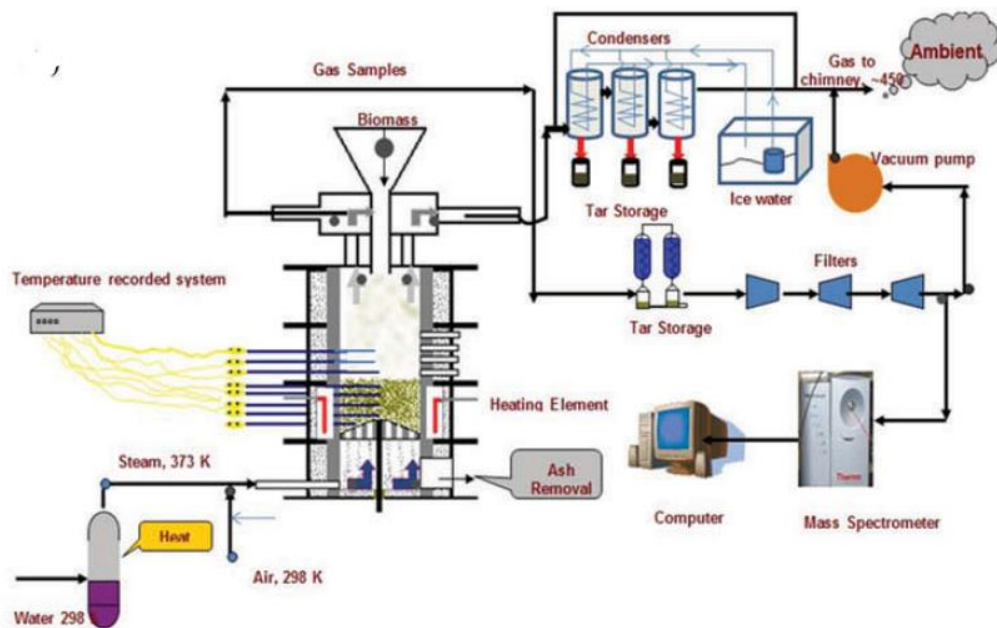 ,
Condensers
Gas Samples
Ambient
Gas to
chimney, ~450
Biomass
Vacuum pump
Ice water
Tar Storage
Temperature recorded system
Filters
Tar Storage
Heating Element
Steam, 373 K
Ash
Removal
Heat
Computer
Mass Spectrometer
Thermo
Air, 298 K
Water 298